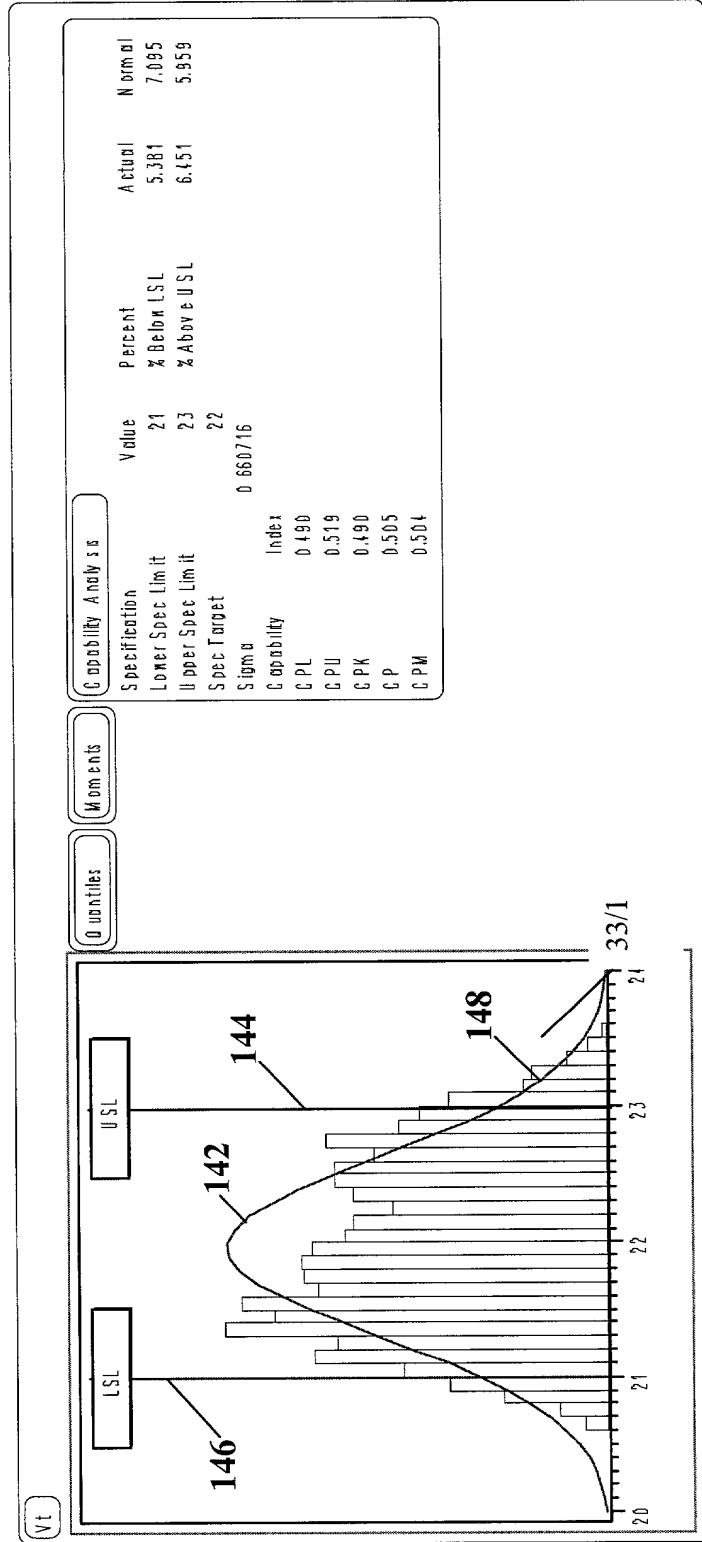 Vt
LSL
USL
146
142
144
148
20
21
22
23
24
33/1
Quantiles
Moments
Capability Analysis
Specification Value Percent Actual Normal
Lower Spec Limit 21 % Below LSL 5.381 7.095
Upper Spec Limit 23 % Above USL 6.451 5.959
Spec Target 22
Sigma 0.660716
Capability Index
CPL 0.490
CPU 0.519
CPK 0.490
CP 0.505
CPM 0.504